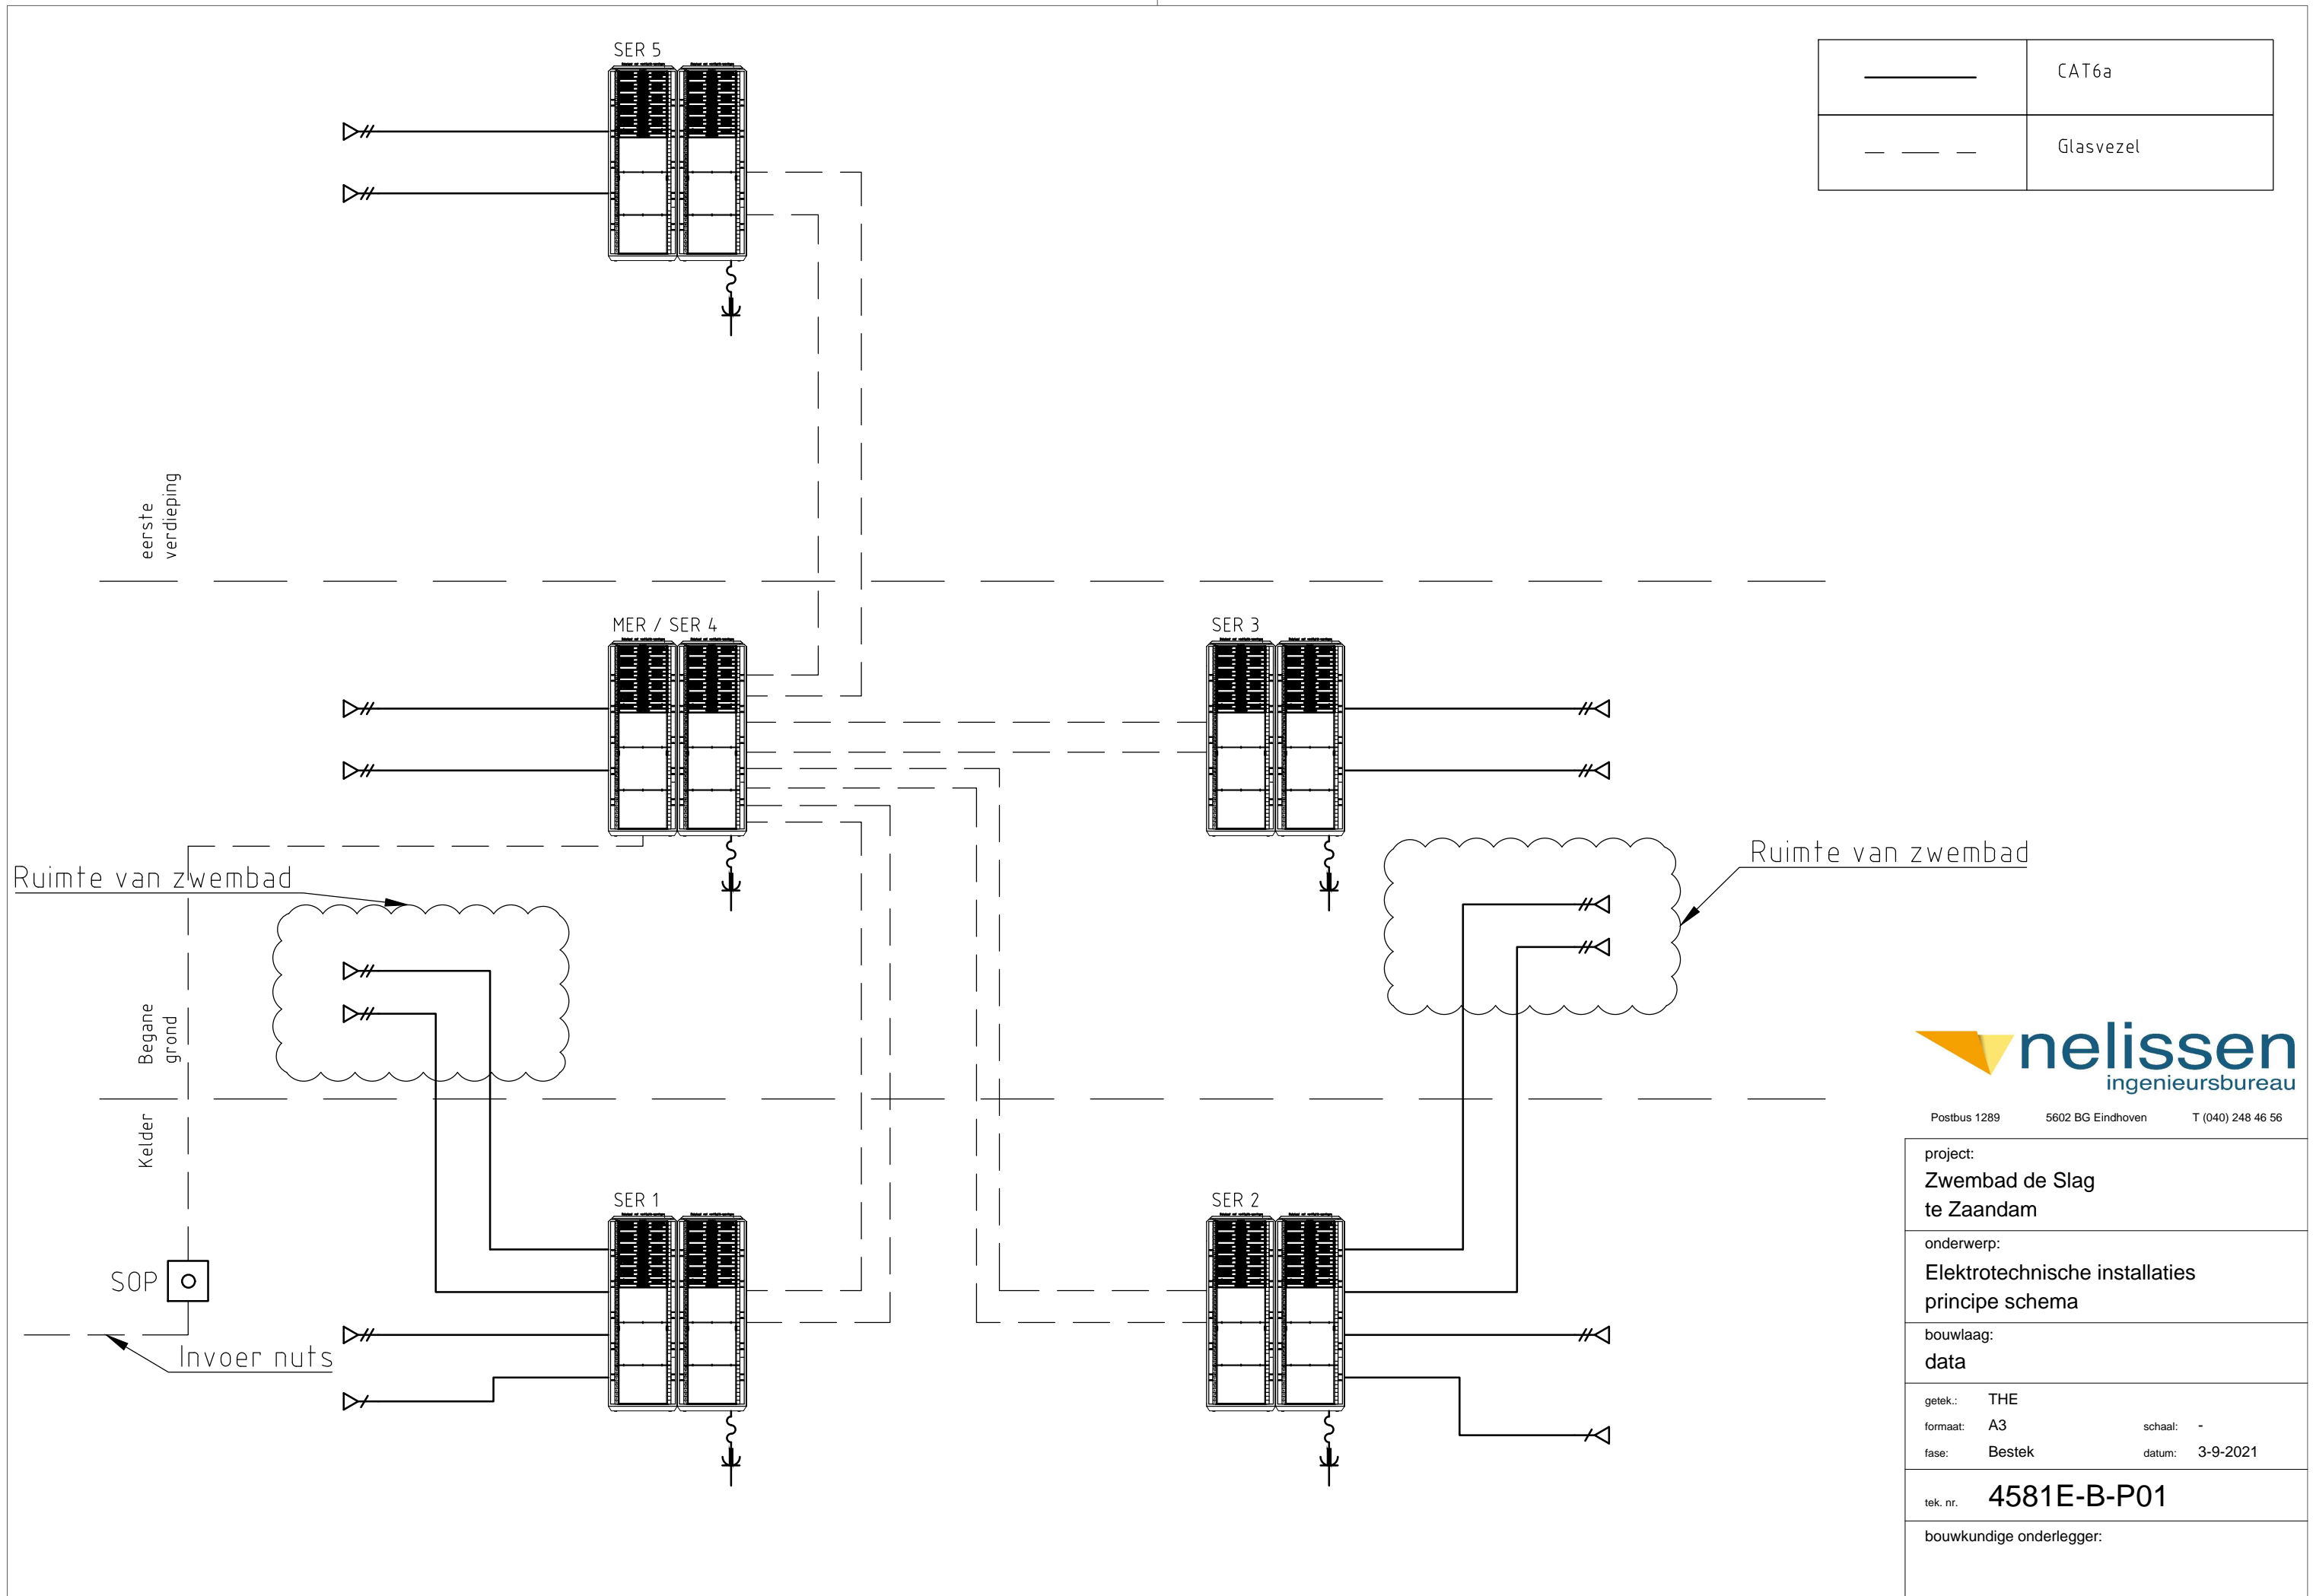 SER 5
CAT6a
Glasvezel
eerste
verdieping
MER / SER 4
SER 3
Ruimte van zwembad
Ruimte van zwembad
Begane
grond
Kelder
SER 1
SER 2
SOP
Invoer nuts
nelissen
ingenieursbureau
Postbus 1289 5602 BG Eindhoven T (040) 248 46 56
project:
Zwembad de Slag
te Zaandam
onderwerp:
Elektrotechnische installaties
principe schema
bouwlaag:
data
getek.: THE
formaat: A3 schaal: -
fase: Bestek datum: 3-9-2021
tek. nr. 4581E-B-P01
bouwkundige onderlegger: